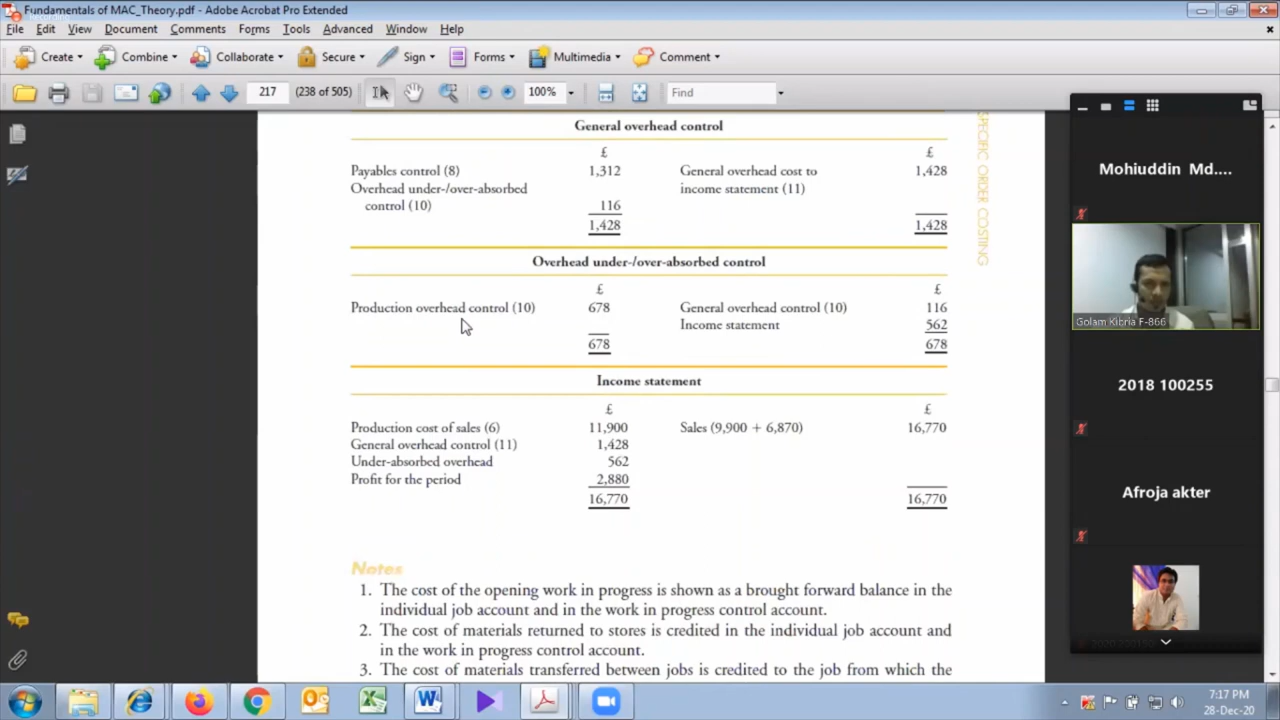 Fundamentals of MAC_Theory.pdf - Adobe Acrobat Pro Extended
Recording
File Edit View Document Comments Forms Tools Advanced Window Help
Create Combine Collaborate Secure Sign Forms Multimedia Comment
217 (238 of 505) 100% Find
General overhead control
£ £
Payables control (8) 1,312 General overhead cost to 1,428
Overhead under-/over-absorbed income statement (11)
control (10) 116
1,428 1,428
Overhead under-/over-absorbed control
£ £
Production overhead control (10) 678 General overhead control (10) 116
Income statement 562
678 678
Income statement
£ £
Production cost of sales (6) 11,900 Sales (9,900 + 6,870) 16,770
General overhead control (11) 1,428
Under-absorbed overhead 562
Profit for the period 2,880
16,770 16,770
Notes
1. The cost of the opening work in progress is shown as a brought forward balance in the
individual job account and in the work in progress control account.
2. The cost of materials returned to stores is credited in the individual job account and
in the work in progress control account.
3. The cost of materials transferred between jobs is credited to the job from which the
SPECIFIC ORDER COSTING
Mohiuddin Md....
Golam Kibria F-866
2018 100255
Afroja akter
7:17 PM
28-Dec-20